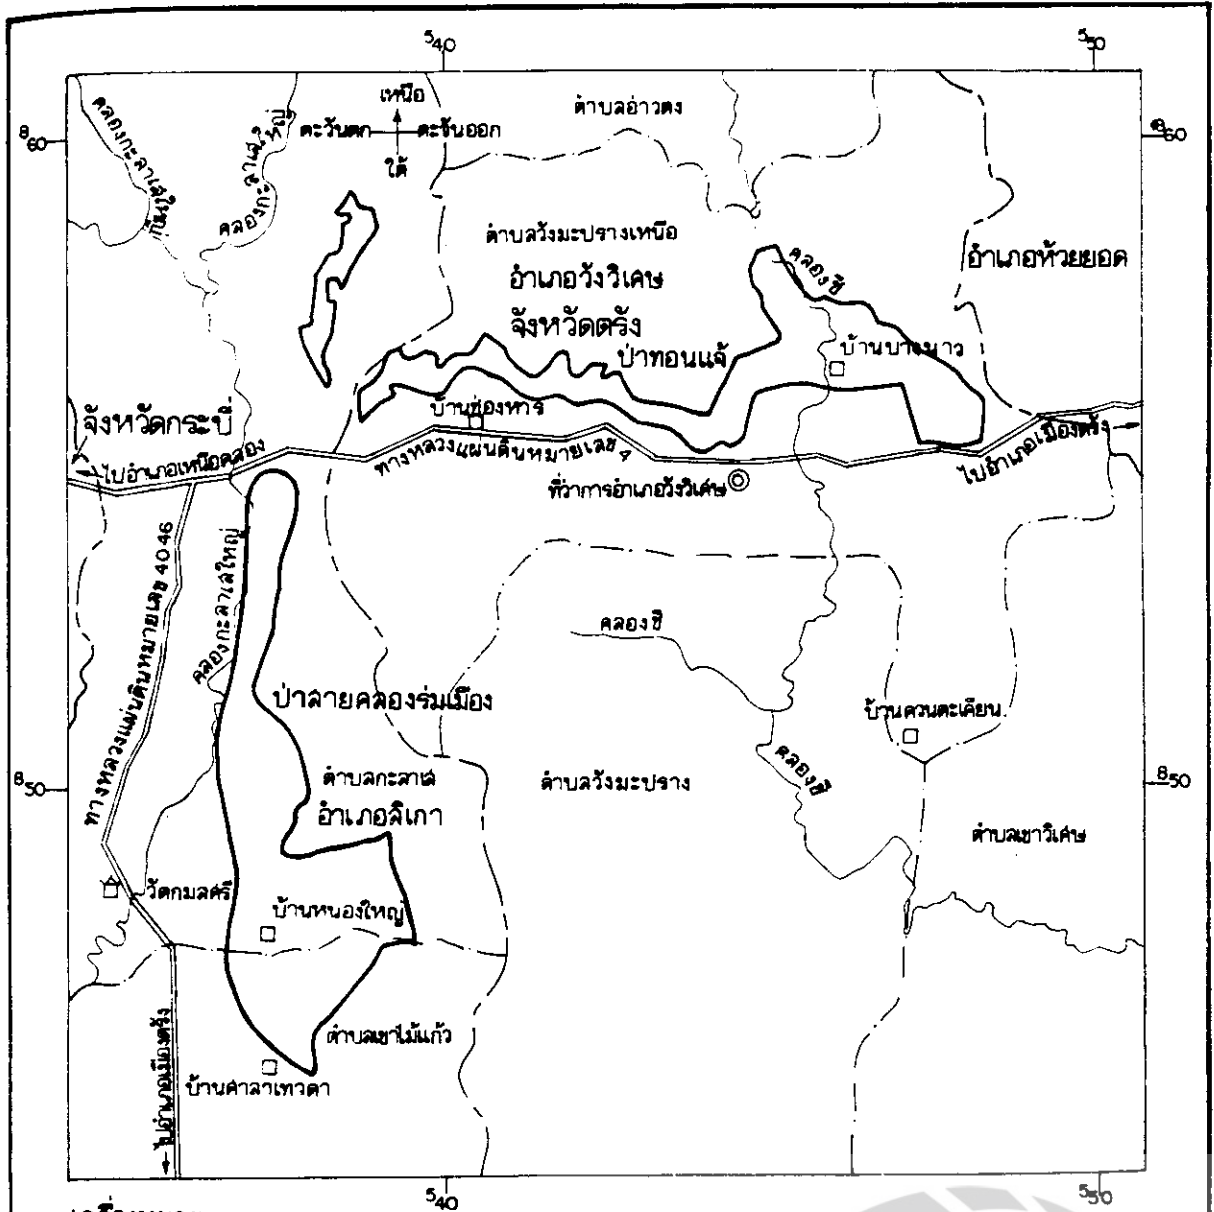 540
550
เหนือ
ตะวันตก
ตะวันออก
ใต้
ตำบลอ่าวตง
860
860
คลองกะลาเส
คลองกะลาเสใหญ่
ตำบลวังมะปรางเหนือ
อำเภอวังวิเศษ
จังหวัดตรัง
ป่าทอนแจ้
คลองชี
อำเภอห้วยยอด
บ้านบางนาว
บ้านช่องหาร
จังหวัดกระบี่
ไปอำเภอเหนือคลอง
ทางหลวงแผ่นดินหมายเลข 4
ไปอำเภอเมืองตรัง
ที่ว่าการอำเภอวังวิเศษ
ทางหลวงแผ่นดินหมายเลข 4046
คลองกะลาเสใหญ่
คลองชี
ป่าสายคลองร่มเมือง
บ้านควนตะเคียน
850
ตำบลกะลาเส
อำเภอสิเกา
ตำบลวังมะปราง
คลองชี
850
ตำบลเขาวิเศษ
วัดกมลศรี
บ้านหนองใหญ่
ตำบลเขาไม้แก้ว
บ้านศาลาเทวดา
ไปอำเภอเมืองตรัง
540
550